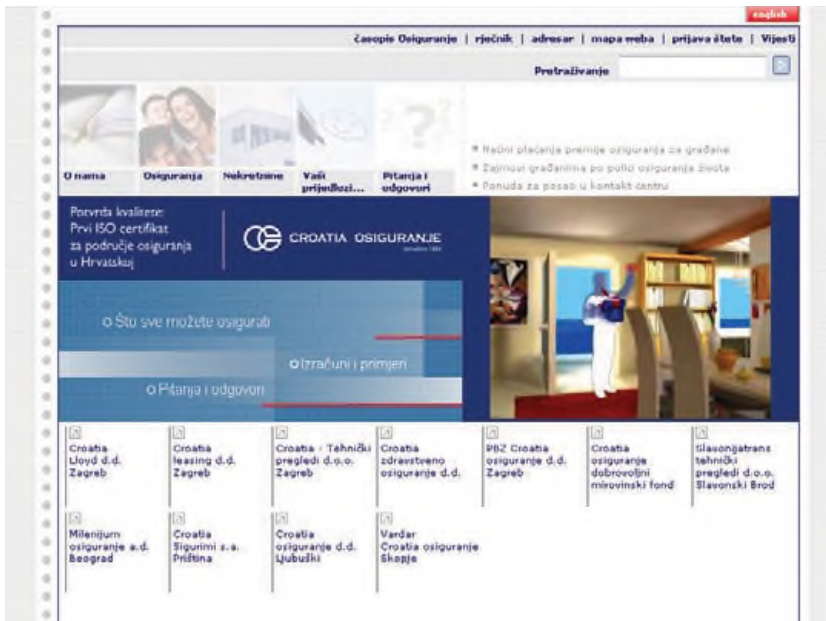 english
časopis Osiguranje | rječnik | adresar | mapa weba | prijava štete | Vijesti
Pretraživanje
O nama
Osiguranja
Nekretnine
Vaši
prijedlozi...
Pitanja i
odgovori
Načini plaćanja premije osiguranja za građane
Zajmovi građanima po polici osiguranja života
Ponuda za posao u kontakt centru
Potvrda kvalitete:
Prvi ISO certifikat
za područje osiguranja
u Hrvatskoj
CROATIA OSIGURANJE
Što sve možete osigurati
Izračuni i primjeri
Pitanja i odgovori
Croatia
Lloyd d.d.
Zagreb
Croatia
leasing d.d.
Zagreb
Croatia - Tehnički
pregledi d.o.o.
Zagreb
Croatia
zdravstveno
osiguranje d.d.
PBZ Croatia
osiguranje d.d.
Zagreb
Croatia
osiguranje
dobrovoljni
mirovinski fond
Slavonijatrans
tehnički
pregledi d.o.o.
Slavonski Brod
Milenijum
osiguranje a.d.
Beograd
Croatia
Sigurimi s.a.
Priština
Croatia
osiguranje d.d.
Ljubuški
Vardar
Croatia osiguranje
Skopje